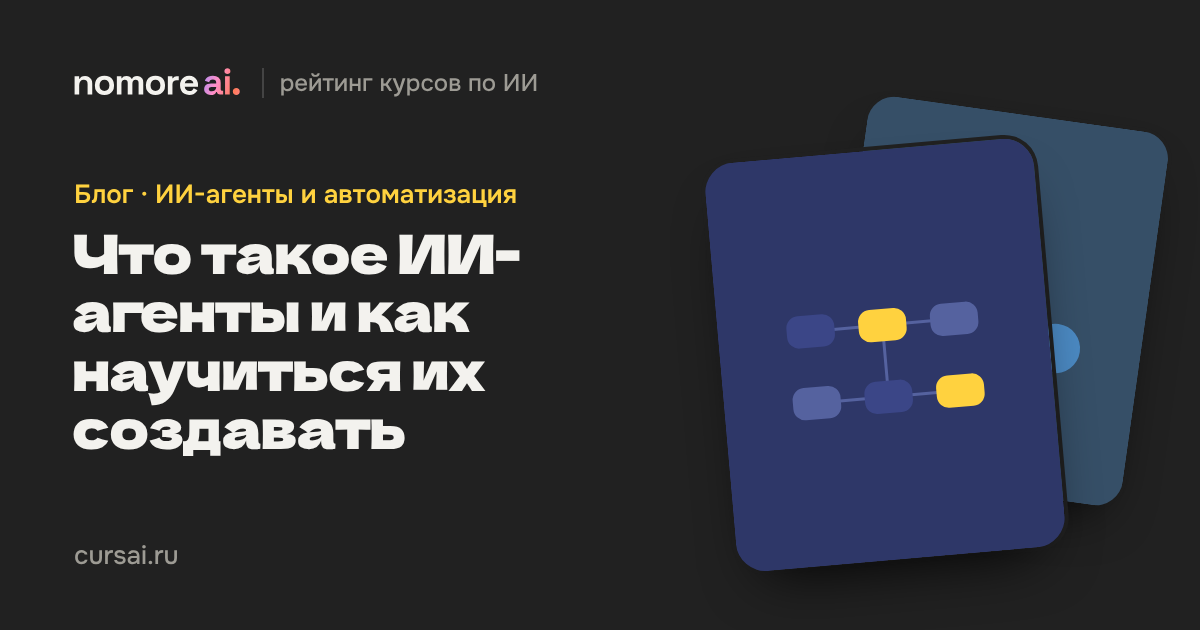 nomore ai. | рейтинг курсов по ИИ
Блог · ИИ-агенты и автоматизация
Что такое ИИ-
агенты и как
научиться их
создавать
cursai.ru